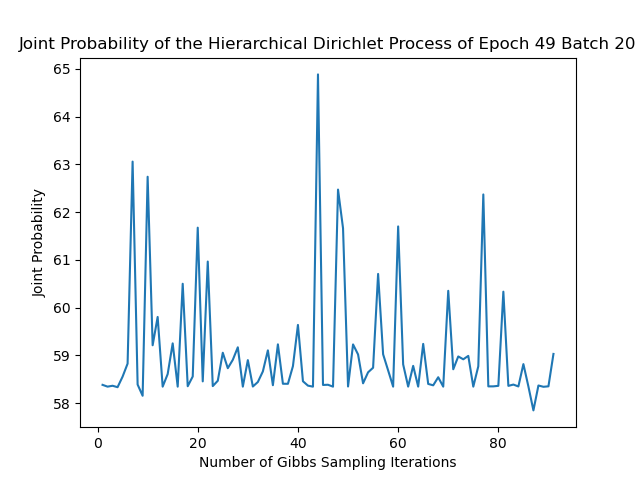 Joint Probability of the Hierarchical Dirichlet Process of Epoch 49 Batch 20
65
64
63
62
61
60
59
58
Joint Probability
0 20 40 60 80
Number of Gibbs Sampling Iterations